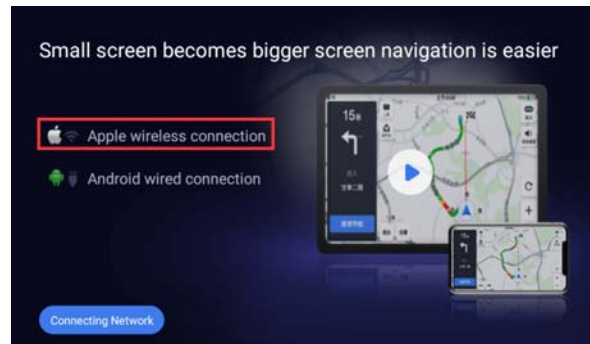 Small screen becomes bigger screen navigation is easier
Apple wireless connection
Android wired connection
Connecting Network
15